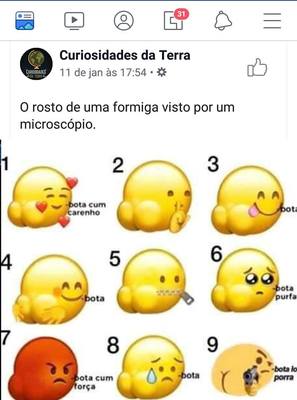 31
Curiosidades da Terra
11 de jan às 17:54 •
O rosto de uma formiga visto por um
microscópio.
1
2
3
bota cum
carenho
bota
4
5
6
bota
bota
purfa
7
8
9
bota cum
força
bota
porra